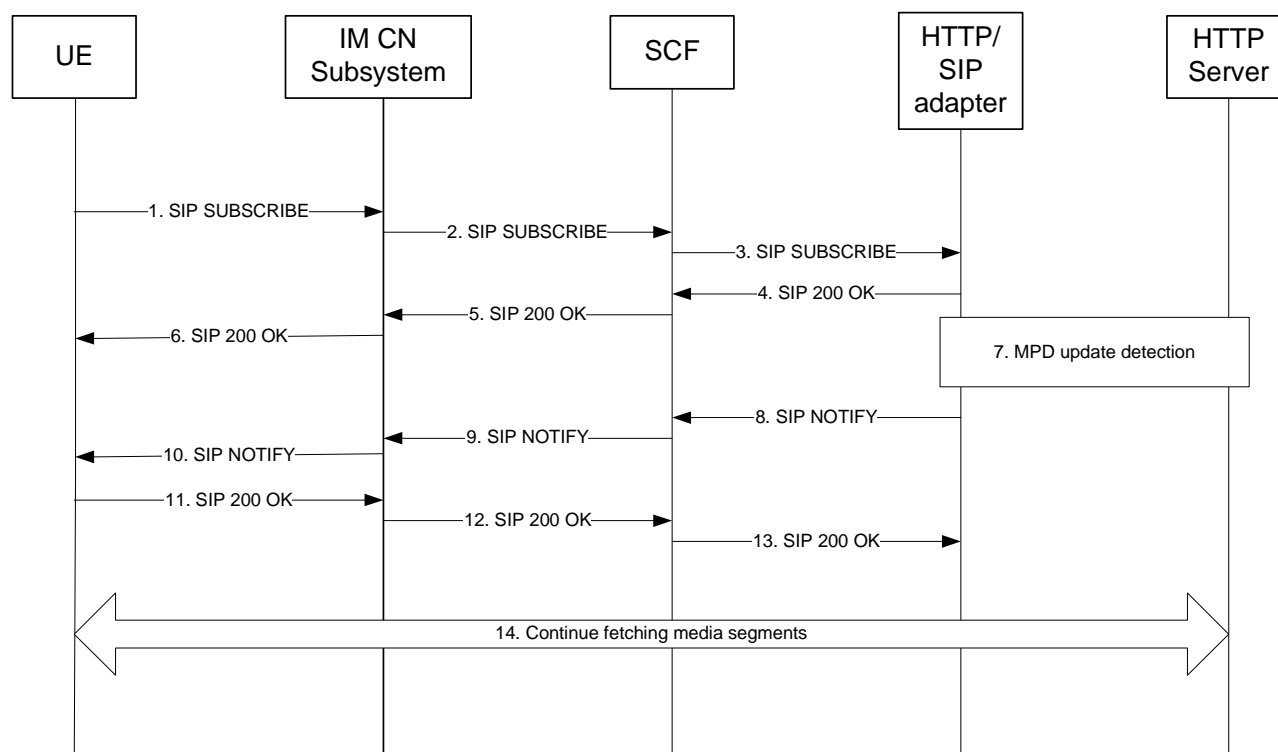 UE
IM CN
Subsystem
SCF
HTTP/
SIP
adapter
HTTP
Server
1. SIP SUBSCRIBE
2. SIP SUBSCRIBE
3. SIP SUBSCRIBE
4. SIP 200 OK
5. SIP 200 OK
6. SIP 200 OK
7. MPD update detection
8. SIP NOTIFY
9. SIP NOTIFY
10. SIP NOTIFY
11. SIP 200 OK
12. SIP 200 OK
13. SIP 200 OK
14. Continue fetching media segments